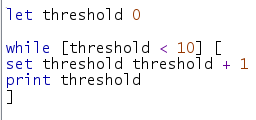 let threshold 0
while [threshold < 10] [
set threshold threshold + 1
print threshold
]